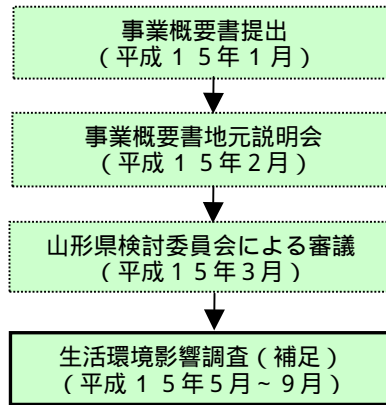 事業概要書提出
（平成１５年１月）
事業概要書地元説明会
（平成１５年２月）
山形県検討委員会による審議
（平成１５年３月）
生活環境影響調査（補足）
（平成１５年５月～９月）